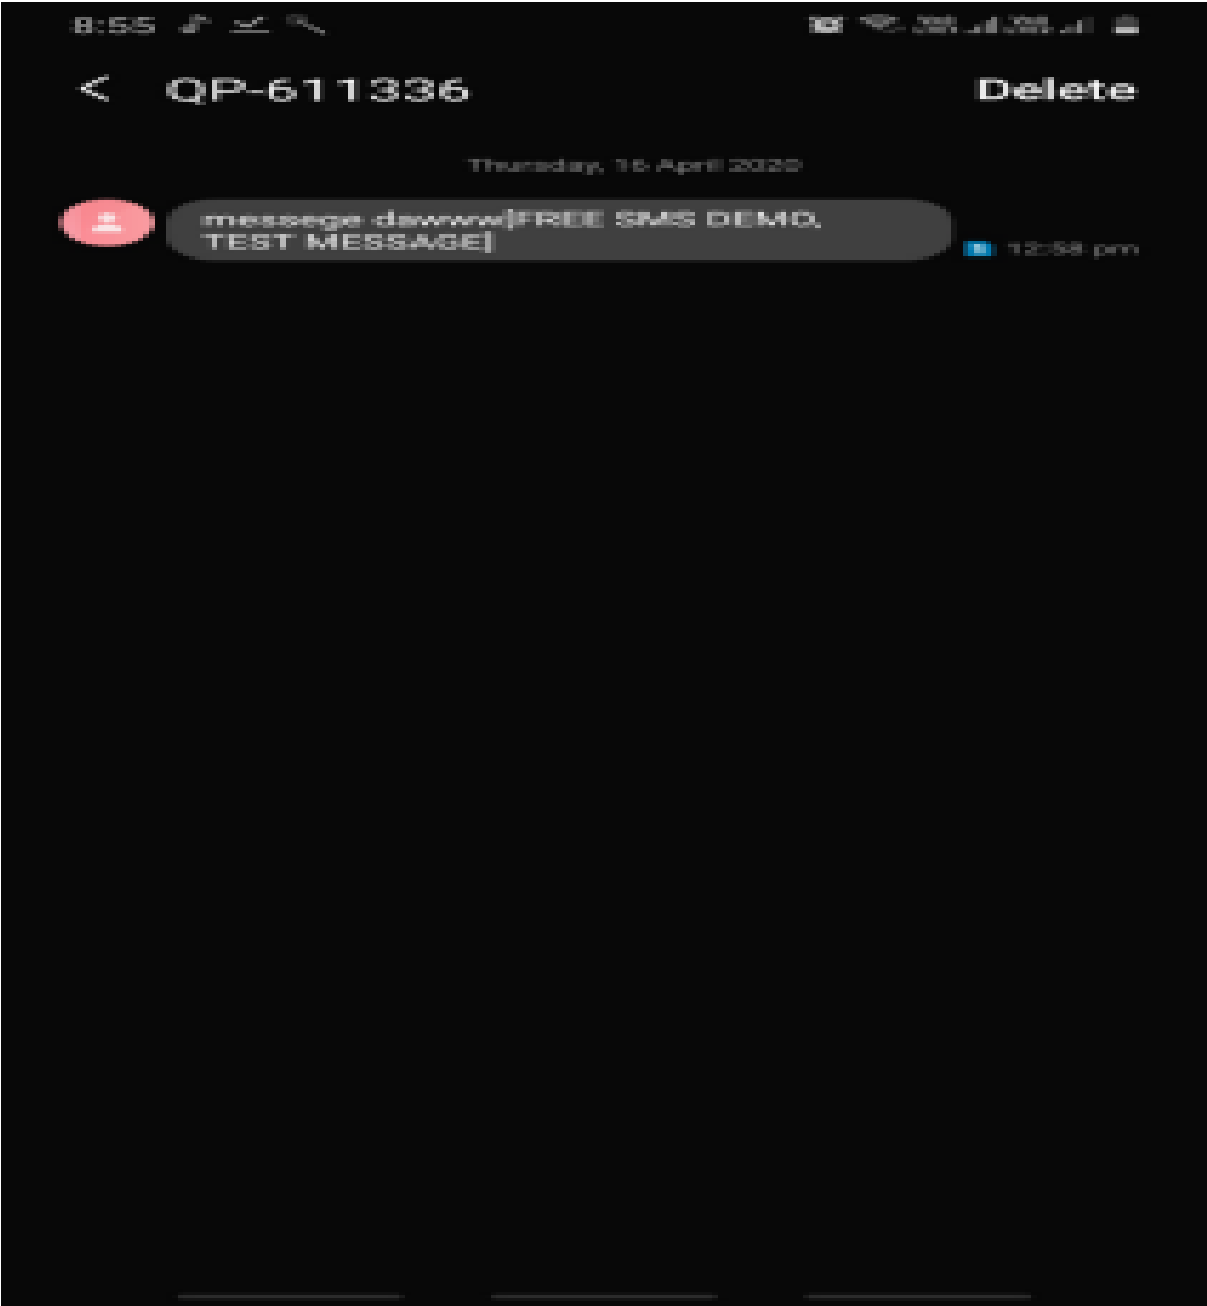 8:55
< QP-611336 Delete
Thursday, 16 April 2020
messege dawww[FREE SMS DEMO,
TEST MESSAGE]
12:58 pm